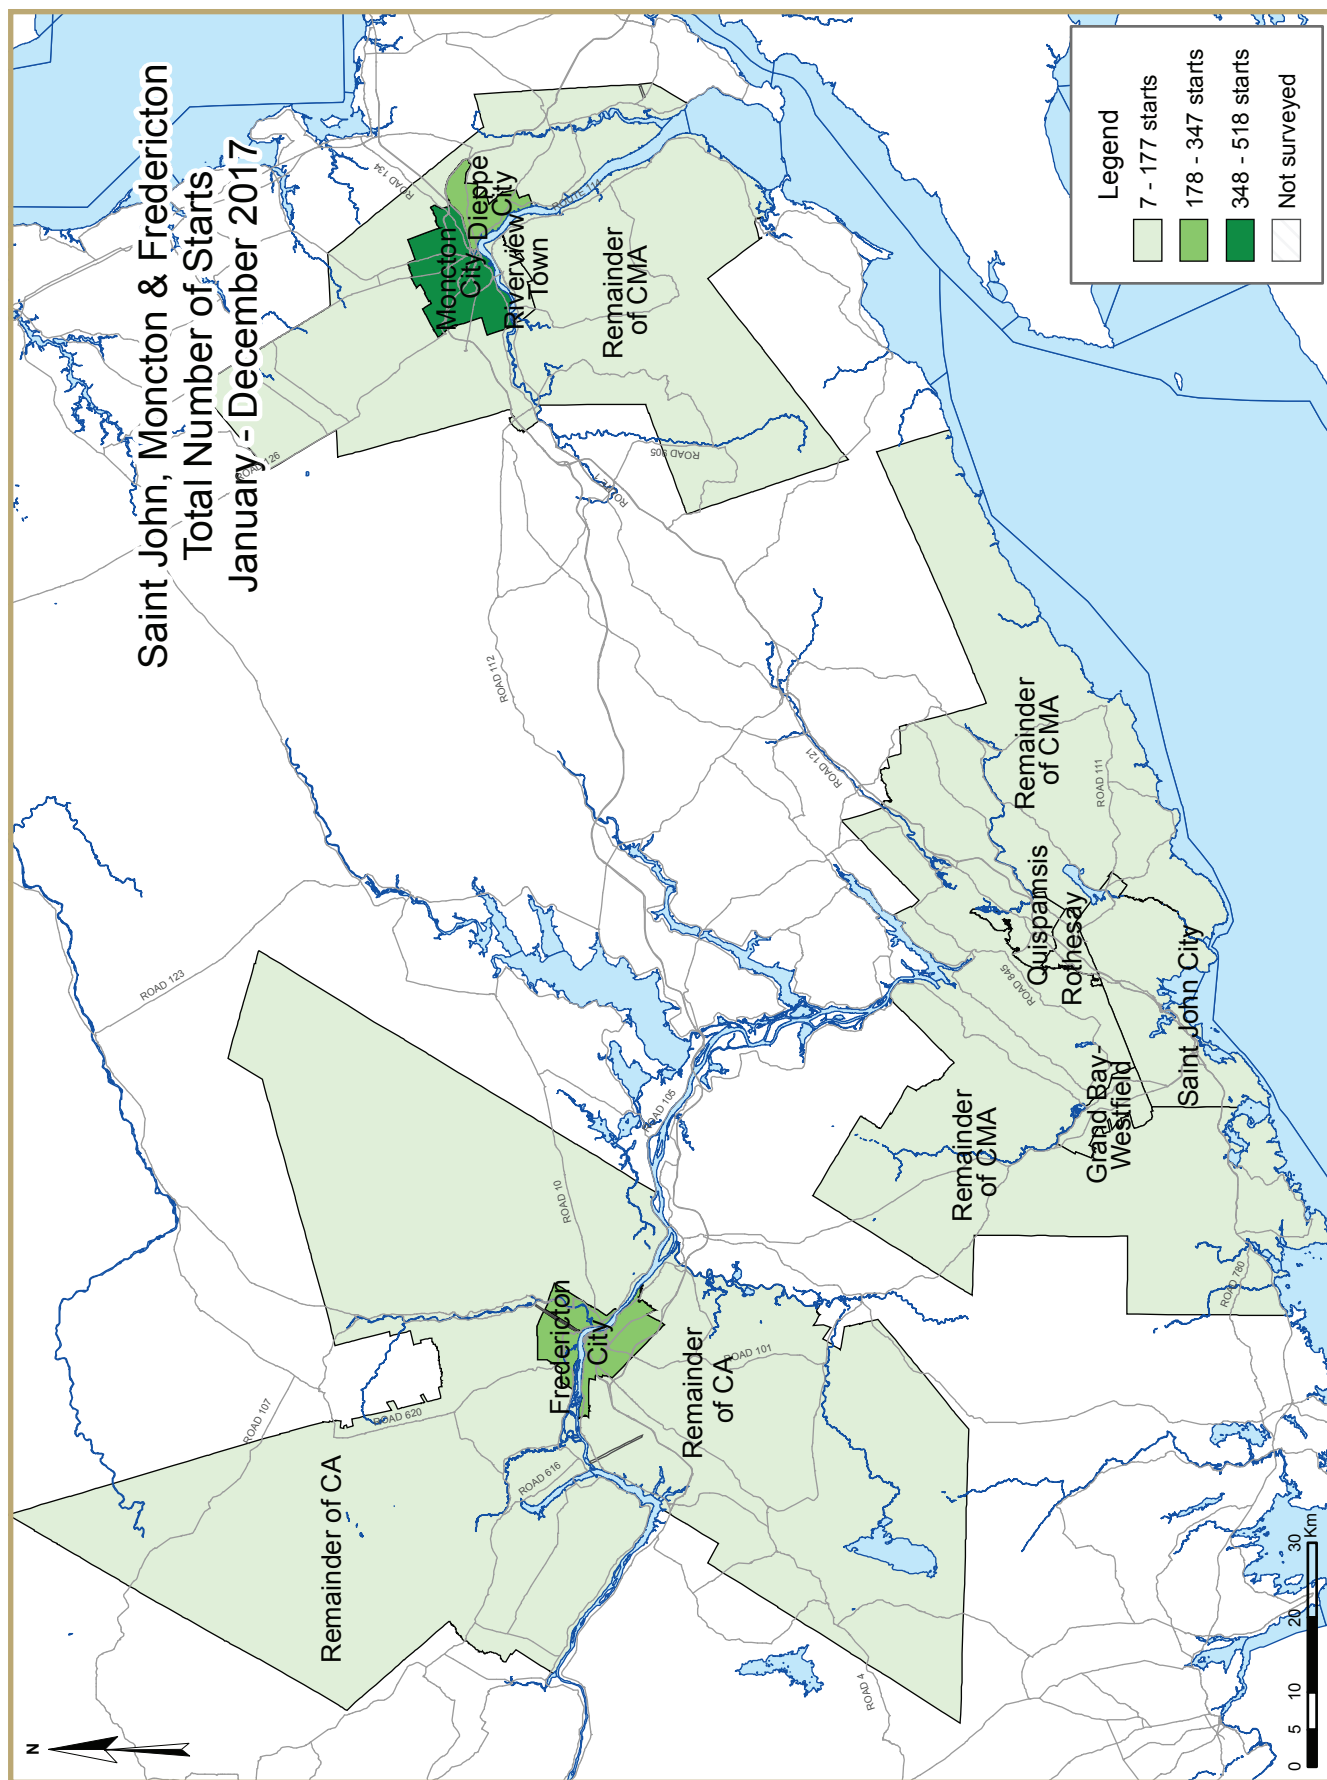 Saint John, Moncton & Fredericton
Total Number of Starts
January - December 2017
N
Remainder of CA
ROAD 107
ROAD 620
ROAD 616
Fredericton
City
Remainder
of CA
ROAD 101
ROAD 4
ROAD 10
ROAD 105
ROAD 123
ROAD 112
ROAD 126
ROAD 134
Moncton
City
Dieppe
City
Riverview
Town
ROUTE 114
Remainder
of CMA
ROAD 905
ROUTE 1
ROAD 121
Remainder
of CMA
ROAD 111
Quispamsis
Rothesay
ROAD 845
Saint John City
Grand Bay-
Westfield
Remainder
of CMA
ROAD 780
Legend
7 - 177 starts
178 - 347 starts
348 - 518 starts
Not surveyed
0 5 10 20 30
Km